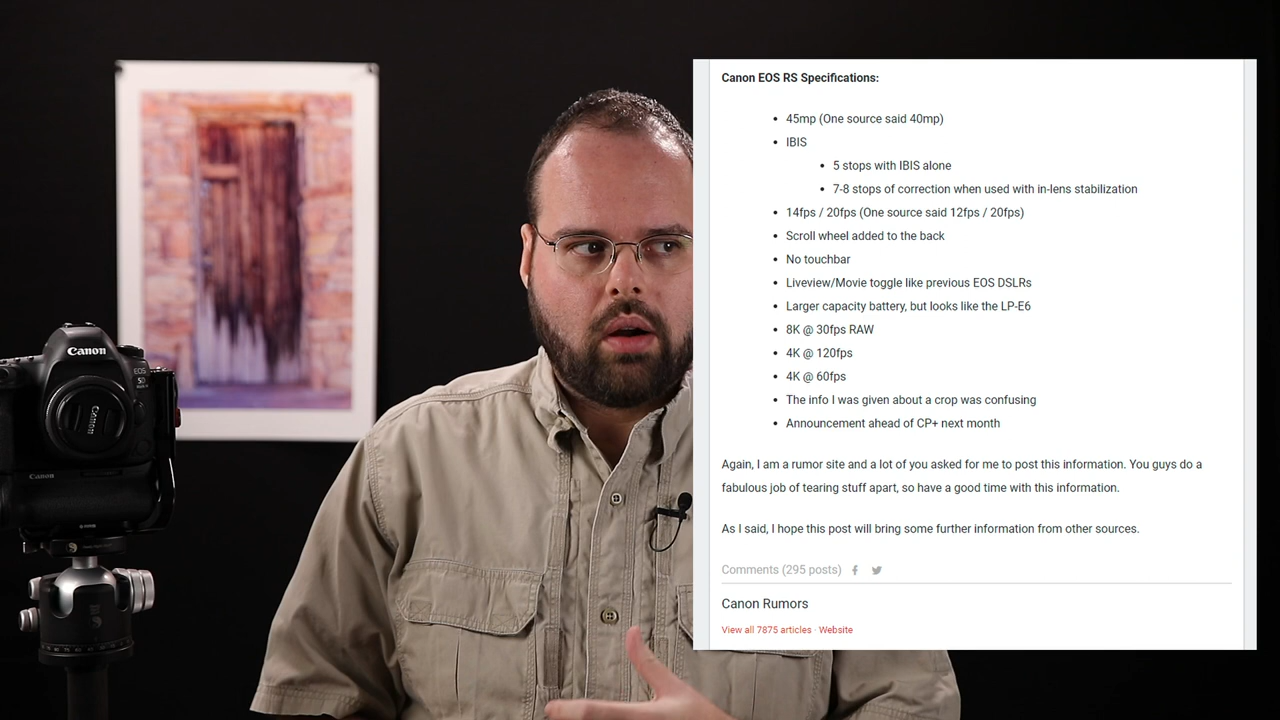 Canon EOS RS Specifications:
45mp (One source said 40mp)
IBIS
5 stops with IBIS alone
7-8 stops of correction when used with in-lens stabilization
14fps / 20fps (One source said 12fps / 20fps)
Scroll wheel added to the back
No touchbar
Liveview/Movie toggle like previous EOS DSLRs
Larger capacity battery, but looks like the LP-E6
8K @ 30fps RAW
4K @ 120fps
4K @ 60fps
The info I was given about a crop was confusing
Announcement ahead of CP+ next month
Again, I am a rumor site and a lot of you asked for me to post this information. You guys do a
fabulous job of tearing stuff apart, so have a good time with this information.
As I said, I hope this post will bring some further information from other sources.
Comments (295 posts)
Canon Rumors
View all 7875 articles · Website
Canon
EOS
5D
Canon
Canon